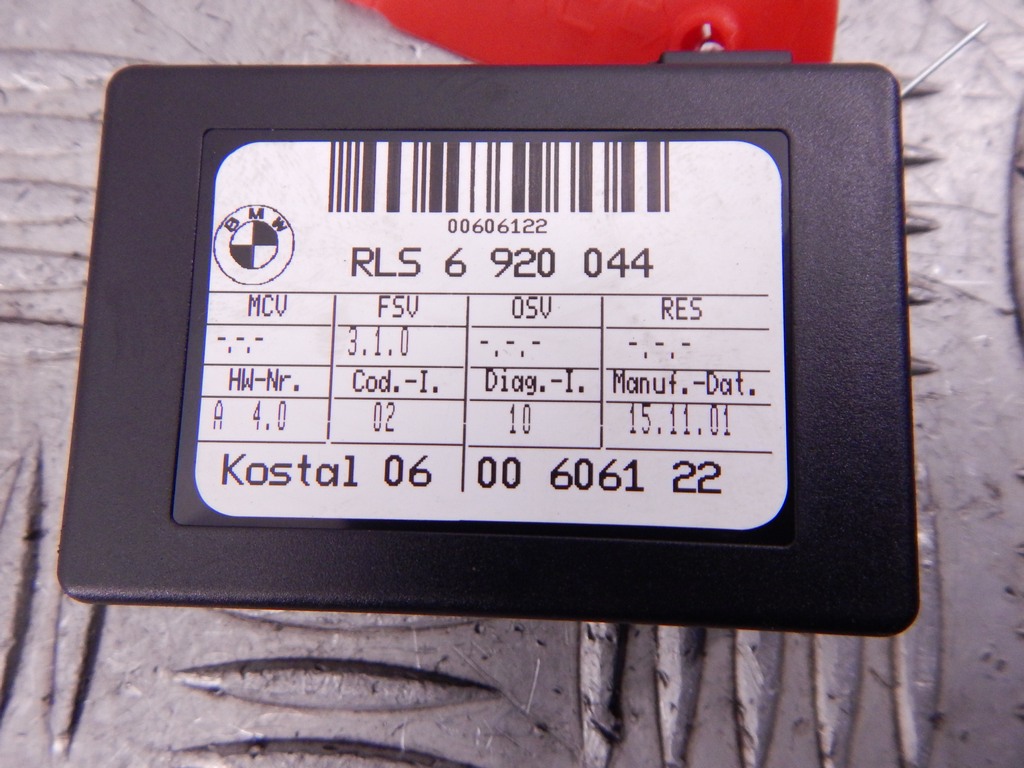 00606122
BMW
RLS 6 920 044
MCV FSV OSV RES
-.-.- 3.1.0 -.-.- -.-.-
HW-Nr. Cod.-I. Diag.-I. Manuf.-Dat.
A 4.0 02 10 15.11.01
Kostal 06 00 6061 22